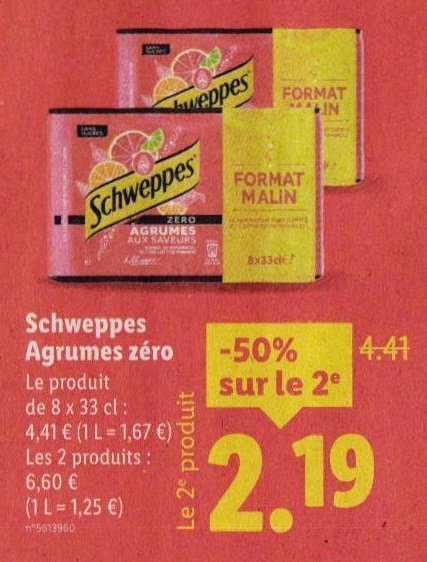 SANS
SUCRES
Schweppes
FORMAT
MALIN
SANS
SUCRES
Schweppes
ZERO
AGRUMES
AUX SAVEURS
FORMAT
MALIN
8x33cl
Schweppes
Agrumes zéro
Le produit
de 8 x 33 cl :
4,41 € (1 L = 1,67 €)
Les 2 produits :
6,60 €
(1 L = 1,25 €)
n°5613960
-50%
sur le 2e
4.41
Le 2e produit
2.19